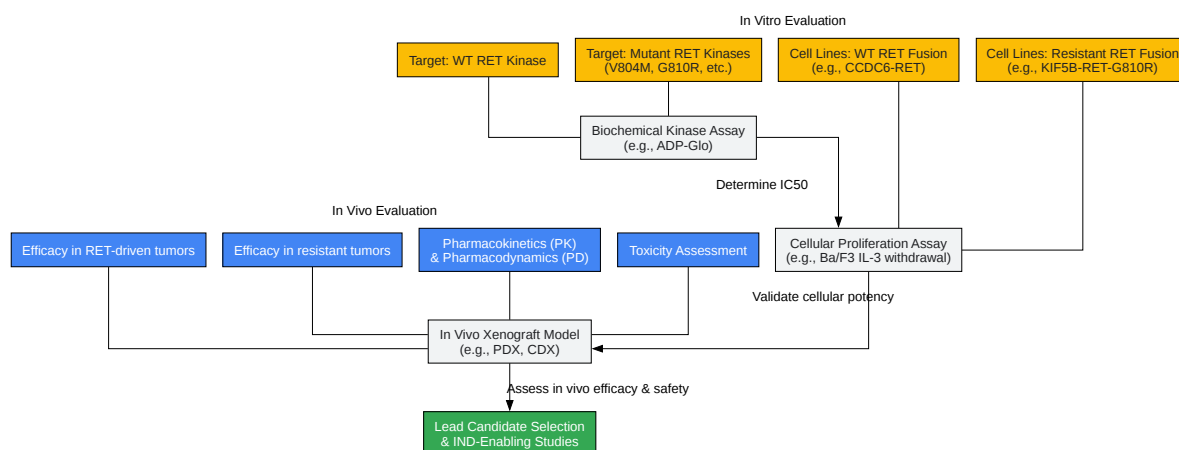 In Vitro Evaluation
Target: WT RET Kinase
Target: Mutant RET Kinases
(V804M, G810R, etc.)
Cell Lines: WT RET Fusion
(e.g., CCDC6-RET)
Cell Lines: Resistant RET Fusion
(e.g., KIF5B-RET-G810R)
Biochemical Kinase Assay
(e.g., ADP-Glo)
Determine IC50
In Vivo Evaluation
Efficacy in RET-driven tumors
Efficacy in resistant tumors
Pharmacokinetics (PK)
& Pharmacodynamics (PD)
Toxicity Assessment
Cellular Proliferation Assay
(e.g., Ba/F3 IL-3 withdrawal)
Validate cellular potency
In Vivo Xenograft Model
(e.g., PDX, CDX)
Assess in vivo efficacy & safety
Lead Candidate Selection
& IND-Enabling Studies